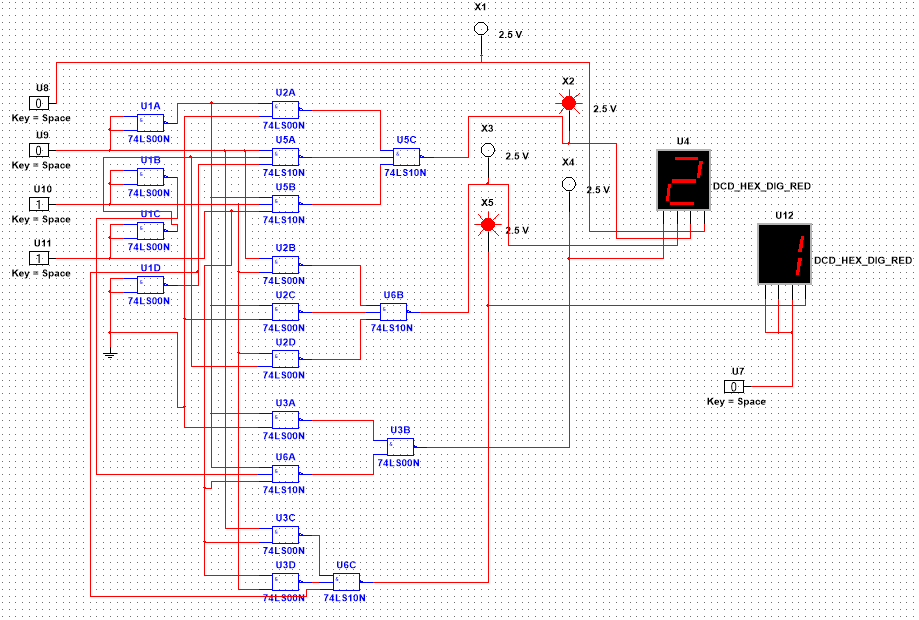 X1
2.5 V
U8
0
Key = Space
U9
0
Key = Space
U10
1
Key = Space
U11
1
Key = Space
U1A
74LS00N
U1B
74LS00N
U1C
74LS00N
U1D
74LS00N
U2A
74LS00N
U5A
74LS10N
U5B
74LS10N
U5C
74LS10N
U2B
74LS00N
U2C
74LS00N
U2D
74LS00N
U6B
74LS10N
U3A
74LS00N
U6A
74LS10N
U3B
74LS00N
U3C
74LS00N
U3D
74LS00N
U6C
74LS10N
X2
2.5 V
X3
2.5 V
X4
2.5 V
X5
2.5 V
U4
2
DCD_HEX_DIG_RED
U12
1
DCD_HEX_DIG_RED
U7
0
Key = Space